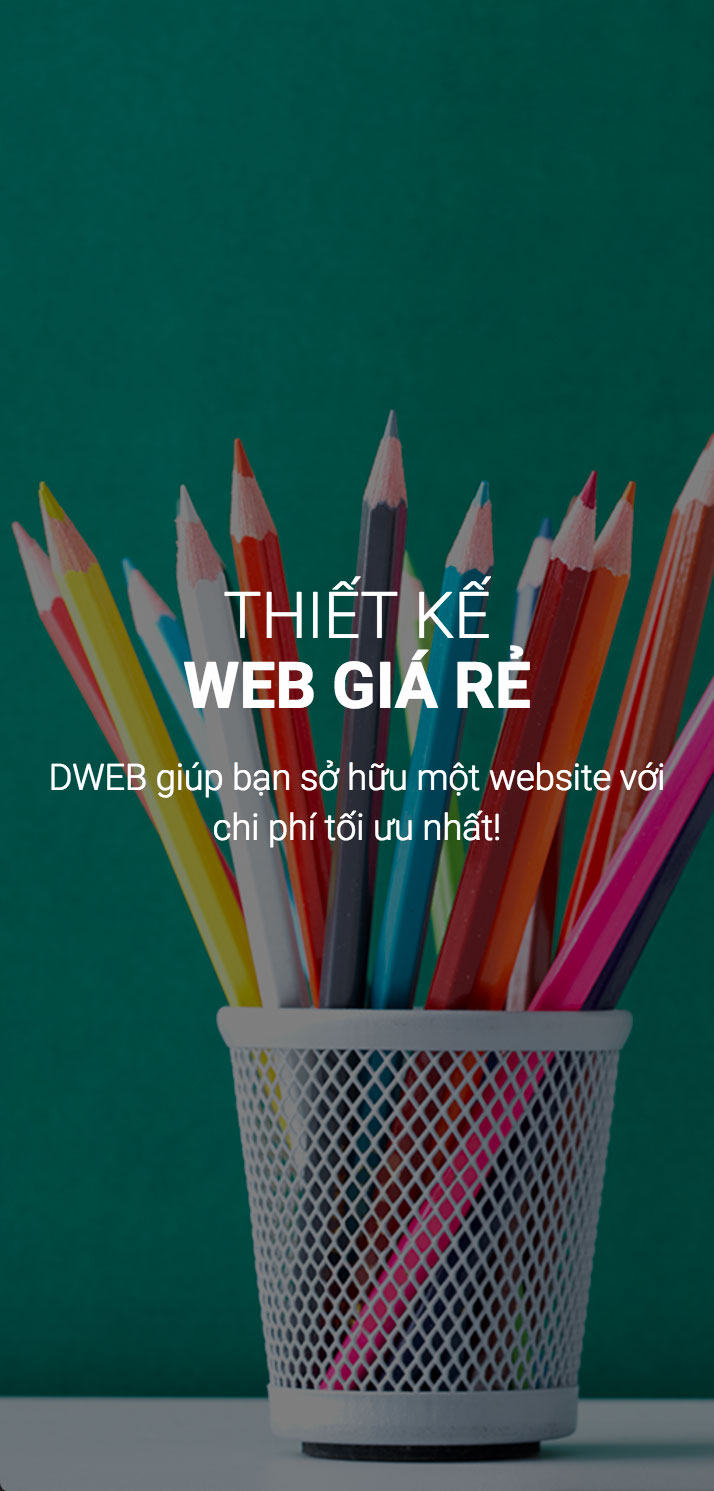 THIẾT KẾ
WEB GIÁ RẺ
DWEB giúp bạn sở hữu một website với
chi phí tối ưu nhất!